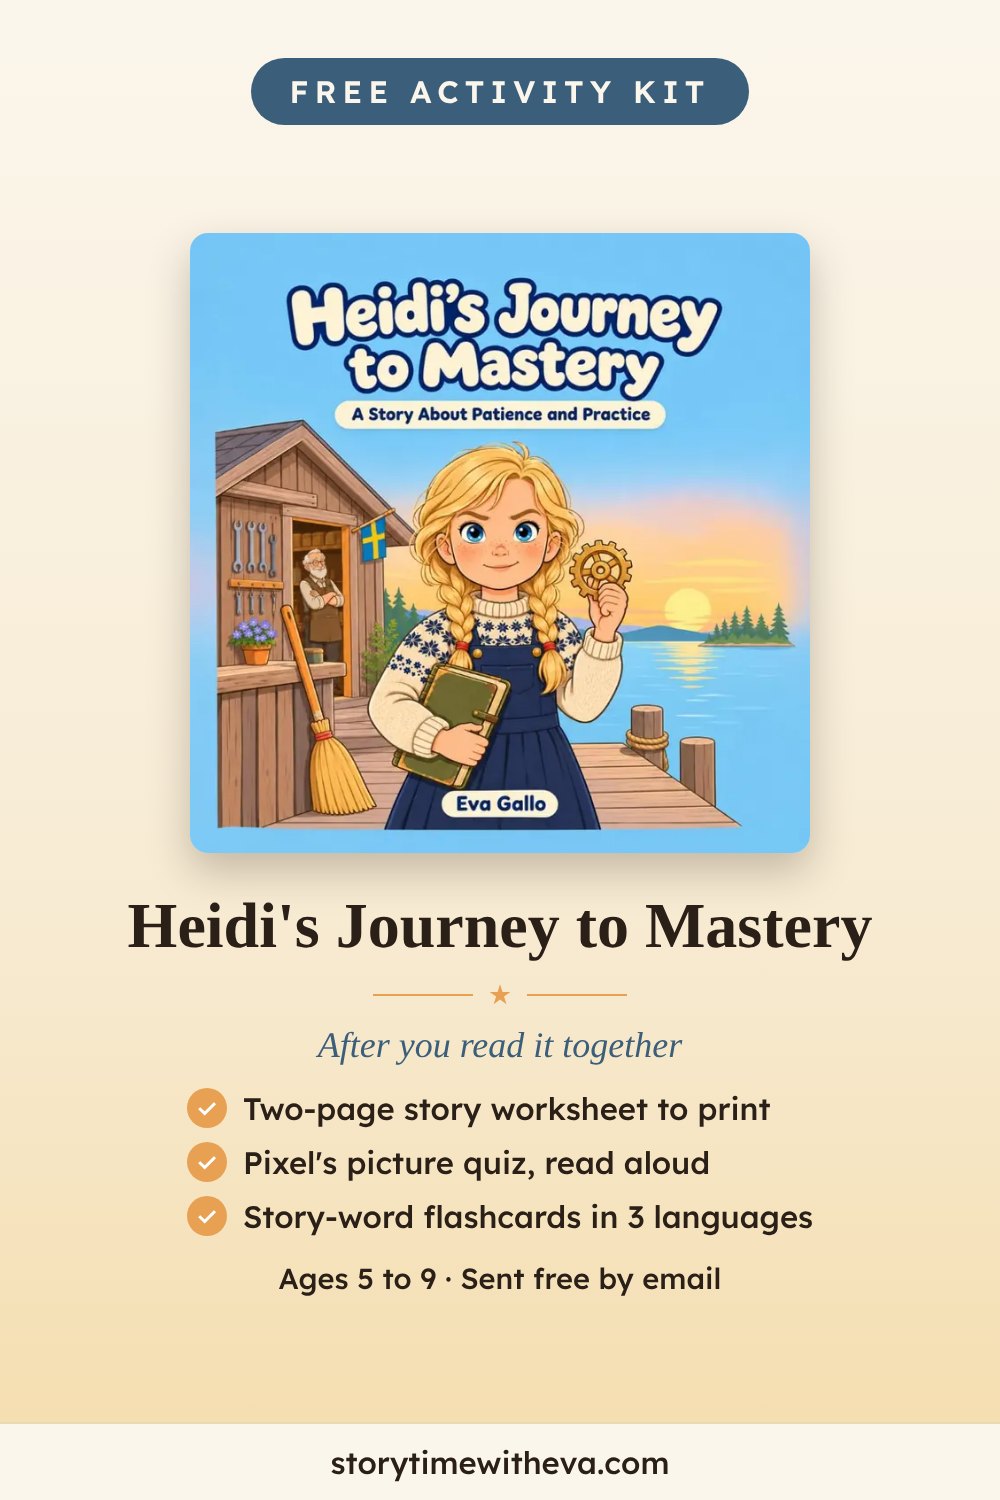 FREE ACTIVITY KIT
Heidi’s Journey
to Mastery
A Story About Patience and Practice
Eva Gallo
Heidi's Journey to Mastery
After you read it together
Two-page story worksheet to print
Pixel's picture quiz, read aloud
Story-word flashcards in 3 languages
Ages 5 to 9 · Sent free by email
storytimewitheva.com